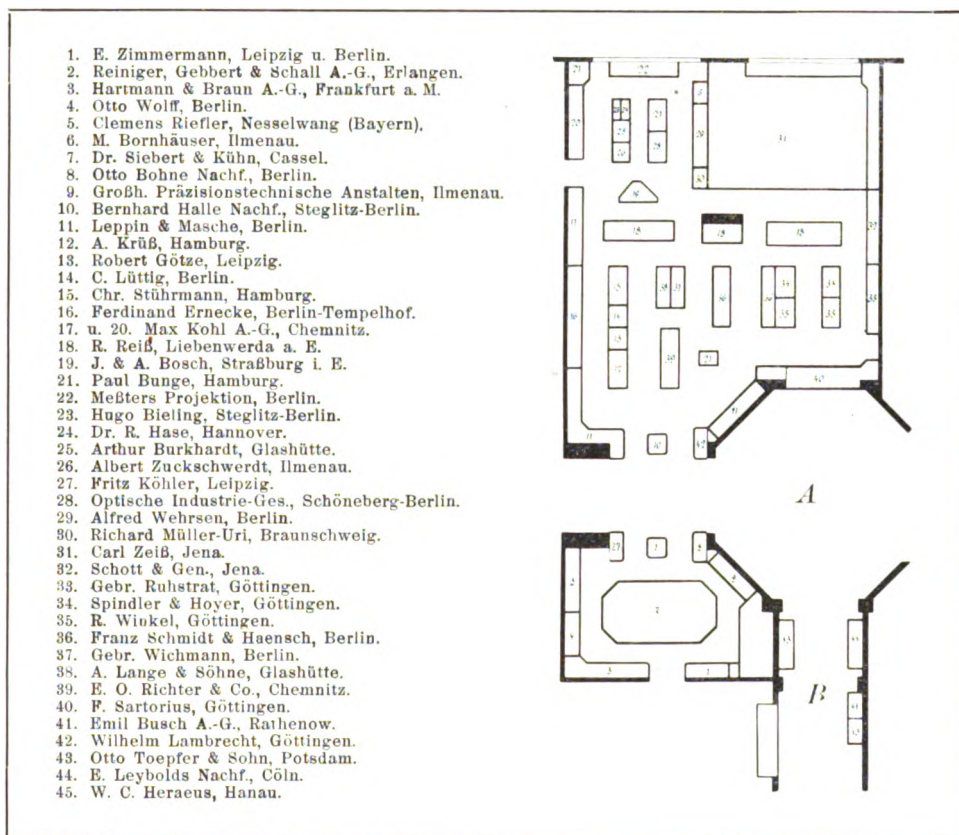 1. E. Zimmermann, Leipzig u. Berlin.
2. Reiniger, Gebbert & Schall A.-G., Erlangen.
3. Hartmann & Braun A.-G., Frankfurt a. M.
4. Otto Wolff, Berlin.
5. Clemens Riefler, Nesselwang (Bayern).
6. M. Bornhäuser, Ilmenau.
7. Dr. Siebert & Kühn, Cassel.
8. Otto Bohne Nachf., Berlin.
9. Großh. Präzisionstechnische Anstalten, Ilmenau.
10. Bernhard Halle Nachf., Steglitz-Berlin.
11. Leppin & Masche, Berlin.
12. A. Krüß, Hamburg.
13. Robert Götze, Leipzig.
14. C. Lüttig, Berlin.
15. Chr. Stührmann, Hamburg.
16. Ferdinand Ernecke, Berlin-Tempelhof.
17. u. 20. Max Kohl A.-G., Chemnitz.
18. R. Reiß, Liebenwerda a. E.
19. J. & A. Bosch, Straßburg i. E.
21. Paul Bunge, Hamburg.
22. Meßters Projektion, Berlin.
23. Hugo Bieling, Steglitz-Berlin.
24. Dr. R. Hase, Hannover.
25. Arthur Burkhardt, Glashütte.
26. Albert Zuckschwerdt, Ilmenau.
27. Fritz Köhler, Leipzig.
28. Optische Industrie-Ges., Schöneberg-Berlin.
29. Alfred Wehrsen, Berlin.
30. Richard Müller-Uri, Braunschweig.
31. Carl Zeiß, Jena.
32. Schott & Gen., Jena.
33. Gebr. Ruhstrat, Göttingen.
34. Spindler & Hoyer, Göttingen.
35. R. Winkel, Göttingen.
36. Franz Schmidt & Haensch, Berlin.
37. Gebr. Wichmann, Berlin.
38. A. Lange & Söhne, Glashütte.
39. E. O. Richter & Co., Chemnitz.
40. F. Sartorius, Göttingen.
41. Emil Busch A.-G., Rathenow.
42. Wilhelm Lambrecht, Göttingen.
43. Otto Toepfer & Sohn, Potsdam.
44. E. Leybolds Nachf., Cöln.
45. W. C. Heraeus, Hanau.
A
B